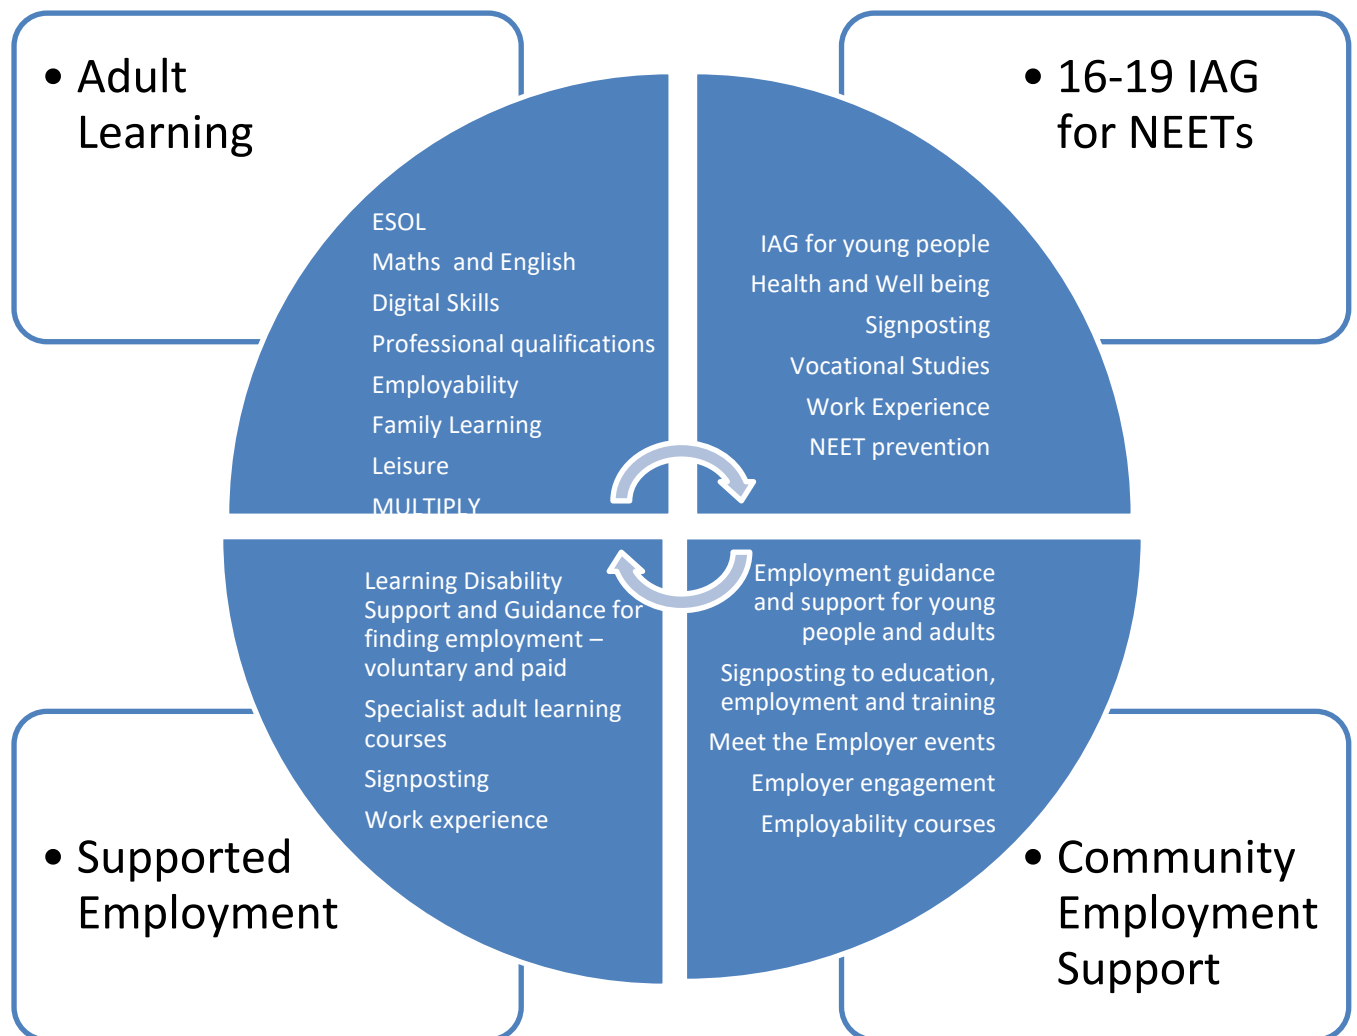 • Adult
Learning
ESOL
Maths and English
Digital Skills
Professional qualifications
Employability
Family Learning
Leisure
MULTIPLY
• 16-19 IAG
for NEETs
IAG for young people
Health and Well being
Signposting
Vocational Studies
Work Experience
NEET prevention
• Supported
Employment
Learning Disability
Support and Guidance for
finding employment –
voluntary and paid
Specialist adult learning
courses
Signposting
Work experience
• Community
Employment
Support
Employment guidance
and support for young
people and adults
Signposting to education,
employment and training
Meet the Employer events
Employer engagement
Employability courses